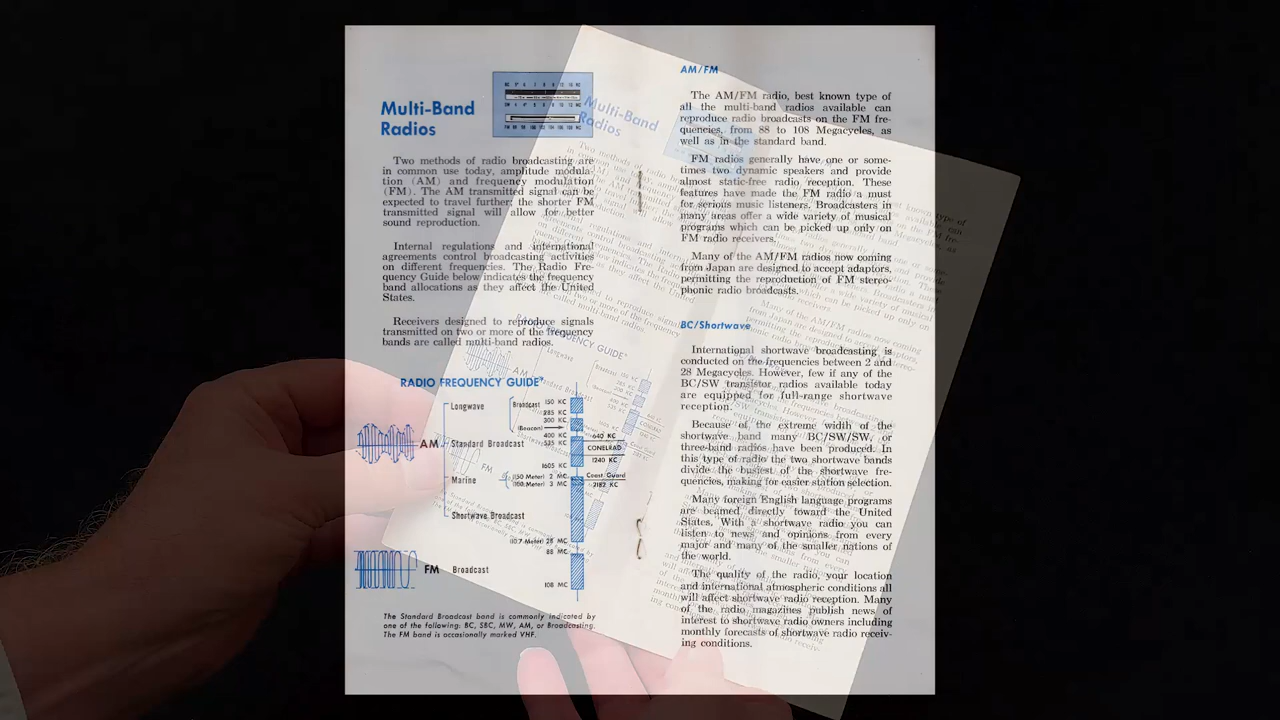 Multi-Band
Radios
Two methods of radio broadcasting are
in common use today, amplitude modula-
tion (AM) and frequency modulation
(FM). The AM transmitted signal can be
expected to travel further; the shorter FM
transmitted signal will allow for better
sound reproduction.
Internal regulations and international
agreements control broadcasting activities
on different frequencies. The Radio Fre-
quency Guide below indicates the frequency
band allocations as they affect the United
States.
Receivers designed to reproduce signals
transmitted on two or more of the frequency
bands are called multi-band radios.
RADIO FREQUENCY GUIDE*
Longwave
Broadcast
150 KC
285 KC
300 KC
(Beacon)
400 KC
AM
Standard Broadcast
535 KC
640 KC
CONELRAD
1240 KC
1605 KC
Marine
(150 Meter) 2 MC
(100 Meter) 3 MC
Coast Guard
2182 KC
Shortwave Broadcast
(10.7 Meter) 28 MC
88 MC
FM
Broadcast
108 MC
The Standard Broadcast band is commonly indicated by
one of the following: BC, SBC, MW, AM, or Broadcasting.
The FM band is occasionally marked VHF.
AM/FM
The AM/FM radio, best known type of
all the multi-band radios available can
reproduce radio broadcasts on the FM fre-
quencies, from 88 to 108 Megacycles, as
well as in the standard band.
FM radios generally have one or some-
times two dynamic speakers and provide
almost static-free radio reception. These
features have made the FM radio a must
for serious music listeners. Broadcasters in
many areas offer a wide variety of musical
programs which can be picked up only on
FM radio receivers.
Many of the AM/FM radios now coming
from Japan are designed to accept adaptors,
permitting the reproduction of FM stereo-
phonic radio broadcasts.
BC/Shortwave
International shortwave broadcasting is
conducted on the frequencies between 2 and
28 Megacycles. However, few if any of the
BC/SW transistor radios available today
are equipped for full-range shortwave
reception.
Because of the extreme width of the
shortwave band many BC/SW/SW, or
three-band radios have been produced. In
this type of radio the two shortwave bands
divide the busiest of the shortwave fre-
quencies, making for easier station selection.
Many foreign English language programs
are beamed directly toward the United
States. With a shortwave radio you can
listen to news and opinions from every
major and many of the smaller nations of
the world.
The quality of the radio, your location
and international atmospheric conditions all
will affect shortwave radio reception. Many
of the radio magazines publish news of
interest to shortwave radio owners including
monthly forecasts of shortwave radio receiv-
ing conditions.